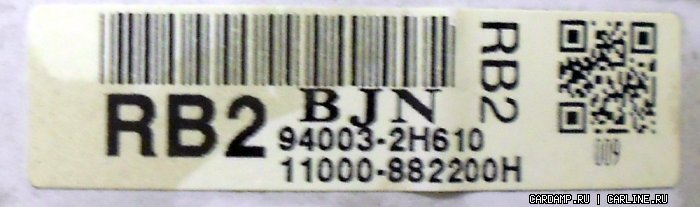 RB2
BJN
94003-2H610
11000-882200H
RB2
009
CARDAMP.RU | CARLINE.RU